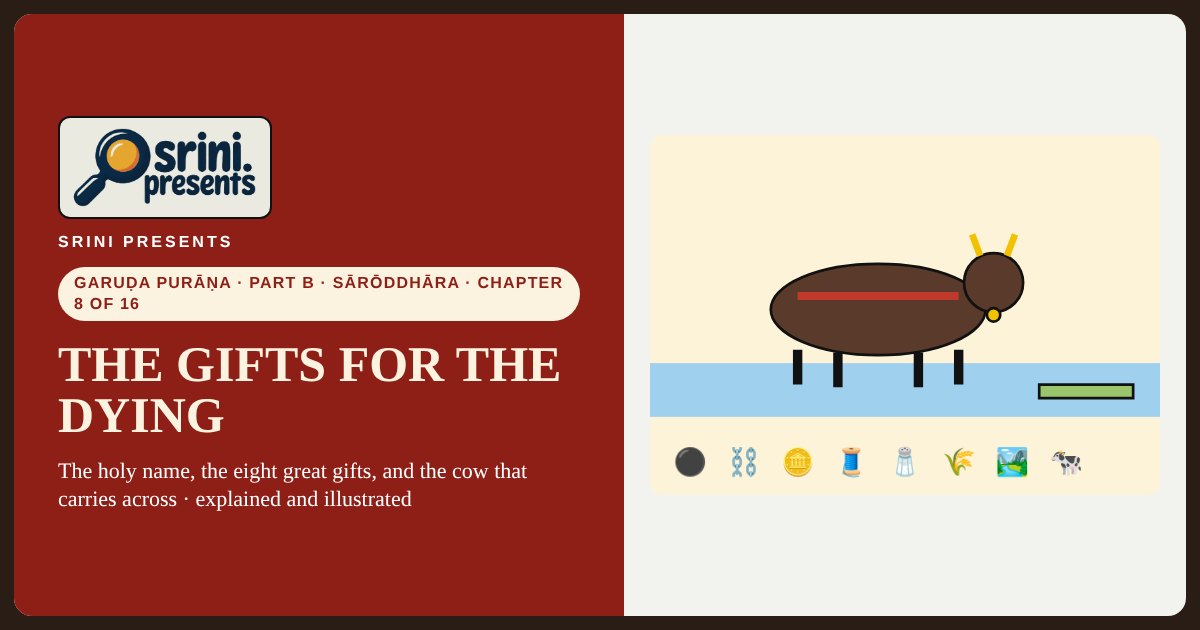 srini.
presents
SRINI PRESENTS
GARUḌA PURĀṆA · PART B · SĀRŌDDHĀRA · CHAPTER
8 OF 16
THE GIFTS FOR THE
DYING
The holy name, the eight great gifts, and the cow that
carries across · explained and illustrated